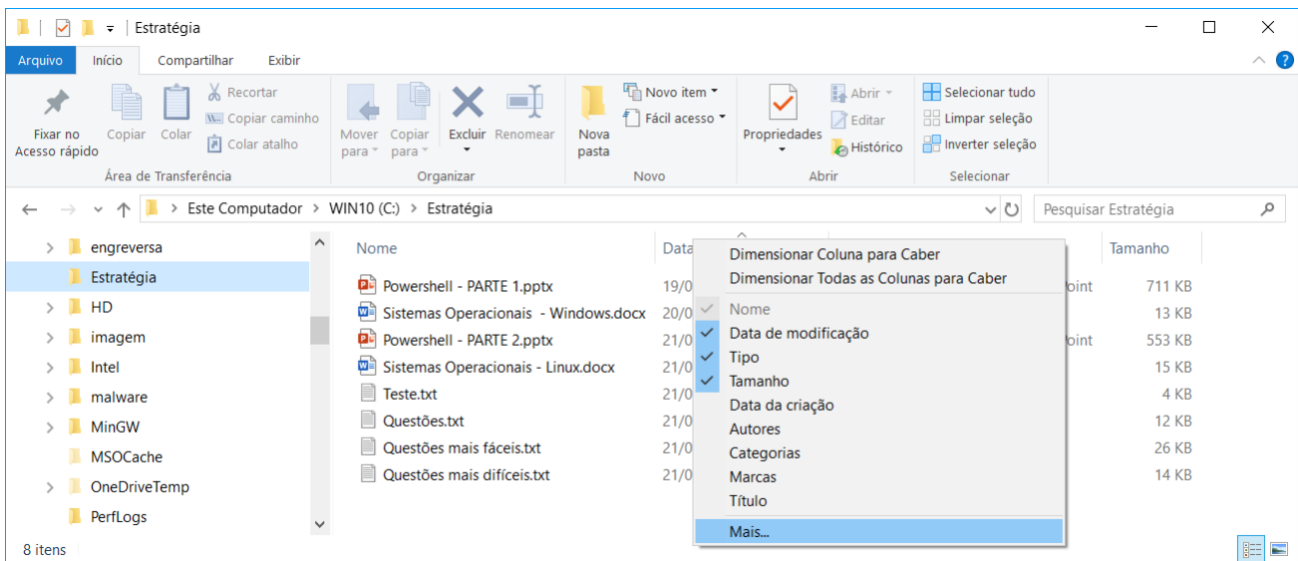 Estratégia
Arquivo Início Compartilhar Exibir
Fixar no Acesso rápido
Copiar
Colar
Recortar
Copiar caminho
Colar atalho
Mover para
Copiar para
Excluir
Renomear
Nova pasta
Novo item
Fácil acesso
Propriedades
Abrir
Editar
Histórico
Selecionar tudo
Limpar seleção
Inverter seleção
Área de Transferência Organizar Novo Abrir Selecionar
Este Computador > WIN10 (C:) > Estratégia
Pesquisar Estratégia
engreversa
Estratégia
HD
imagem
Intel
malware
MinGW
MSOCache
OneDriveTemp
PerfLogs
Nome Data Tamanho
Powershell - PARTE 1.pptx 19/0 oint 711 KB
Sistemas Operacionais - Windows.docx 20/0 13 KB
Powershell - PARTE 2.pptx 21/0 oint 553 KB
Sistemas Operacionais - Linux.docx 21/0 15 KB
Teste.txt 21/0 4 KB
Questões.txt 21/0 12 KB
Questões mais fáceis.txt 21/0 26 KB
Questões mais difíceis.txt 21/0 14 KB
Dimensionar Coluna para Caber
Dimensionar Todas as Colunas para Caber
Nome
Data de modificação
Tipo
Tamanho
Data da criação
Autores
Categorias
Marcas
Título
Mais...
8 itens